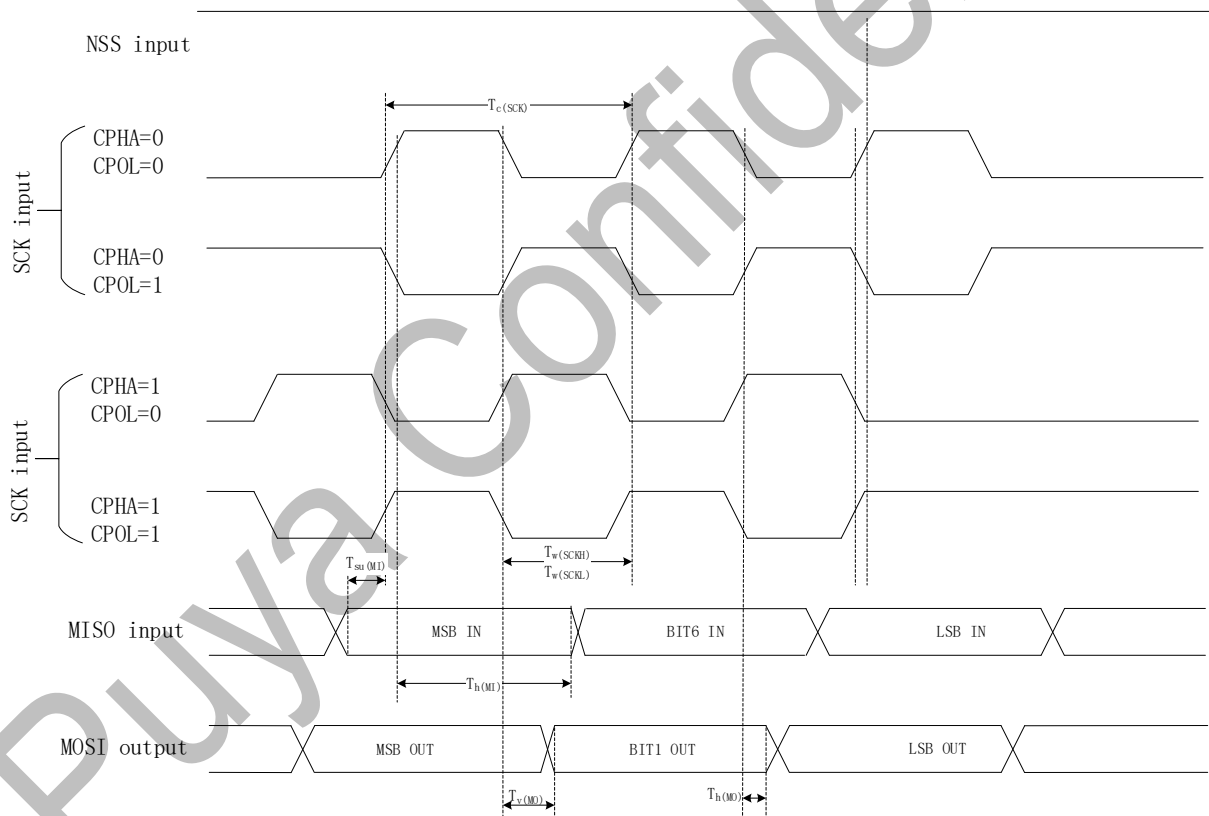 NSS input
Tc(SCK)
CPHA=0
CPOL=0
SCK input
CPHA=0
CPOL=1
CPHA=1
CPOL=0
SCK input
CPHA=1
CPOL=1
Tw(SCKH)
Tsu(MI)
Tw(SCKL)
MISO input
MSB IN
BIT6 IN
LSB IN
Th(MI)
MOSI output
MSB OUT
BIT1 OUT
LSB OUT
Tv(MO)
Th(MO)
Puya Confide